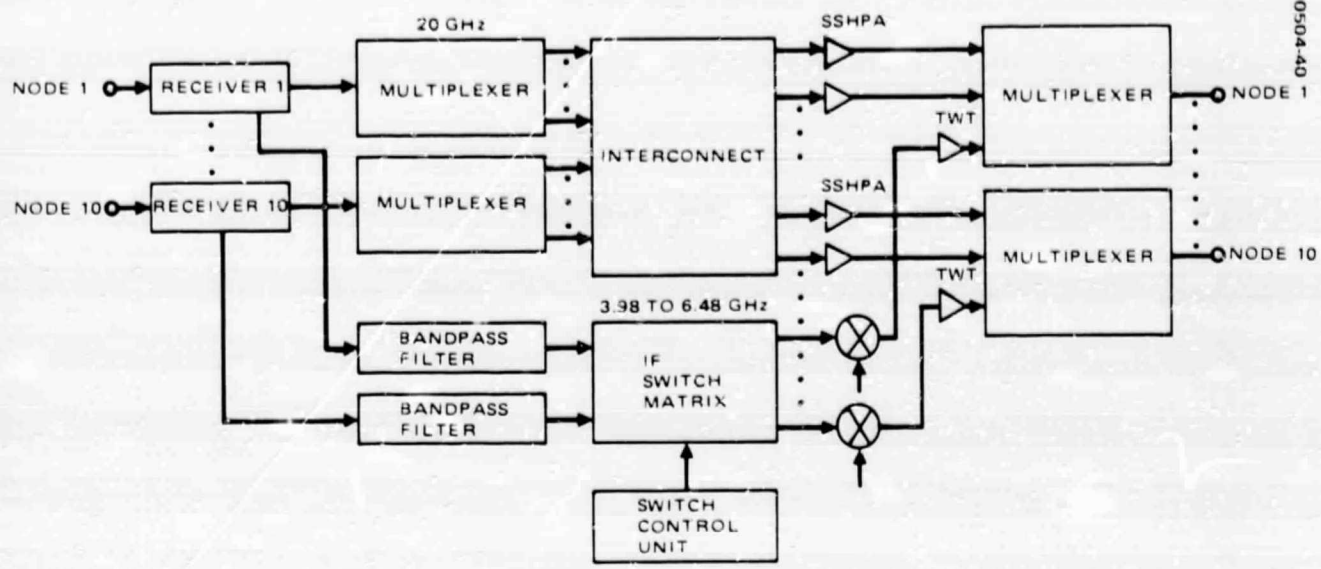 0504-40
20 GHz
SSHPA
NODE 1
RECEIVER 1
MULTIPLEXER
MULTIPLEXER
NODE 1
TWT
INTERCONNECT
SSHPA
NODE 10
RECEIVER 10
MULTIPLEXER
MULTIPLEXER
NODE 10
TWT
3.98 TO 6.48 GHz
BANDPASS
FILTER
IF
SWITCH
MATRIX
BANDPASS
FILTER
SWITCH
CONTROL
UNIT